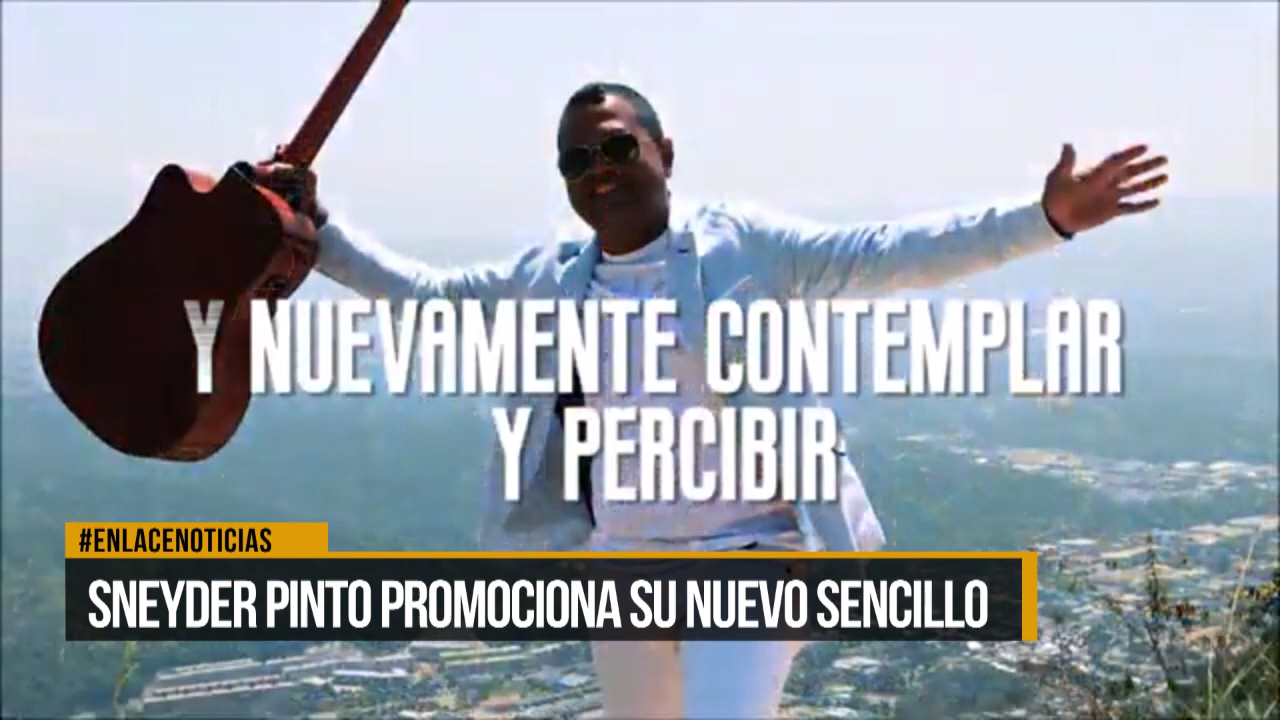 Y NUEVAMENTE CONTEMPLAR
Y PERCIBIR
#ENLACENOTICIAS
SNEYDER PINTO PROMOCIONA SU NUEVO SENCILLO